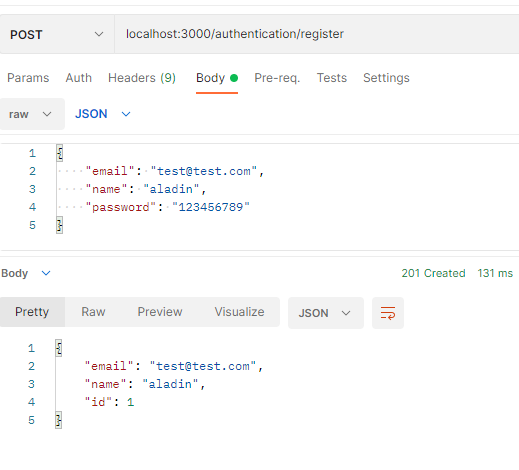 POST localhost:3000/authentication/register
Params Auth Headers (9) Body Pre-req. Tests Settings
raw JSON
1 {
2 "email": "test@test.com",
3 "name": "aladin",
4 "password": "123456789"
5 }
Body 201 Created 131 ms
Pretty Raw Preview Visualize JSON
1 {
2 "email": "test@test.com",
3 "name": "aladin",
4 "id": 1
5 }